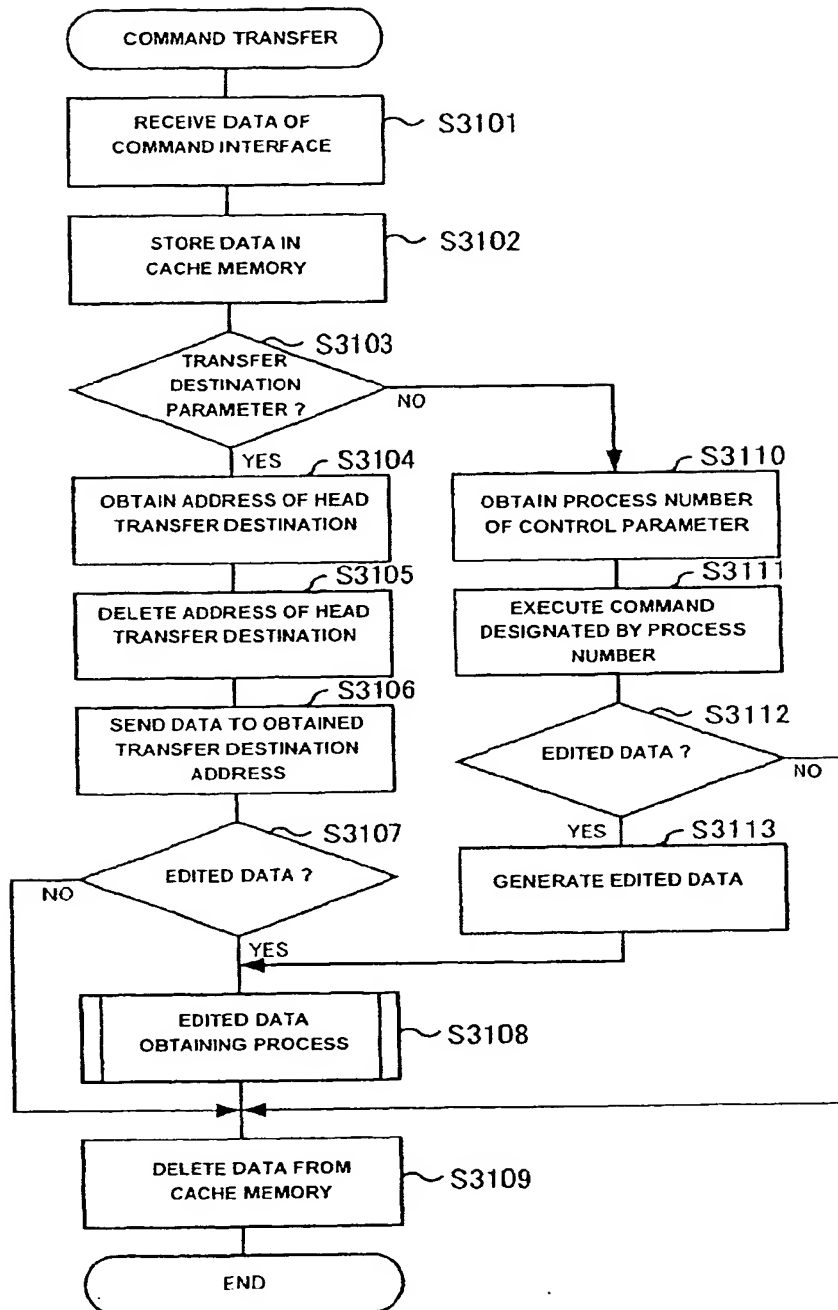 COMMAND TRANSFER
RECEIVE DATA OF
COMMAND INTERFACE
S3101
STORE DATA IN
CACHE MEMORY
S3102
S3103
TRANSFER
DESTINATION
PARAMETER ?
NO
YES
S3104
OBTAIN ADDRESS OF HEAD
TRANSFER DESTINATION
S3105
DELETE ADDRESS OF HEAD
TRANSFER DESTINATION
S3106
SEND DATA TO OBTAINED
TRANSFER DESTINATION
ADDRESS
S3107
EDITED DATA ?
NO
YES
S3110
OBTAIN PROCESS NUMBER
OF CONTROL PARAMETER
S3111
EXECUTE COMMAND
DESIGNATED BY PROCESS
NUMBER
S3112
EDITED DATA ?
NO
YES
S3113
GENERATE EDITED DATA
EDITED DATA
OBTAINING PROCESS
S3108
DELETE DATA FROM
CACHE MEMORY
S3109
END